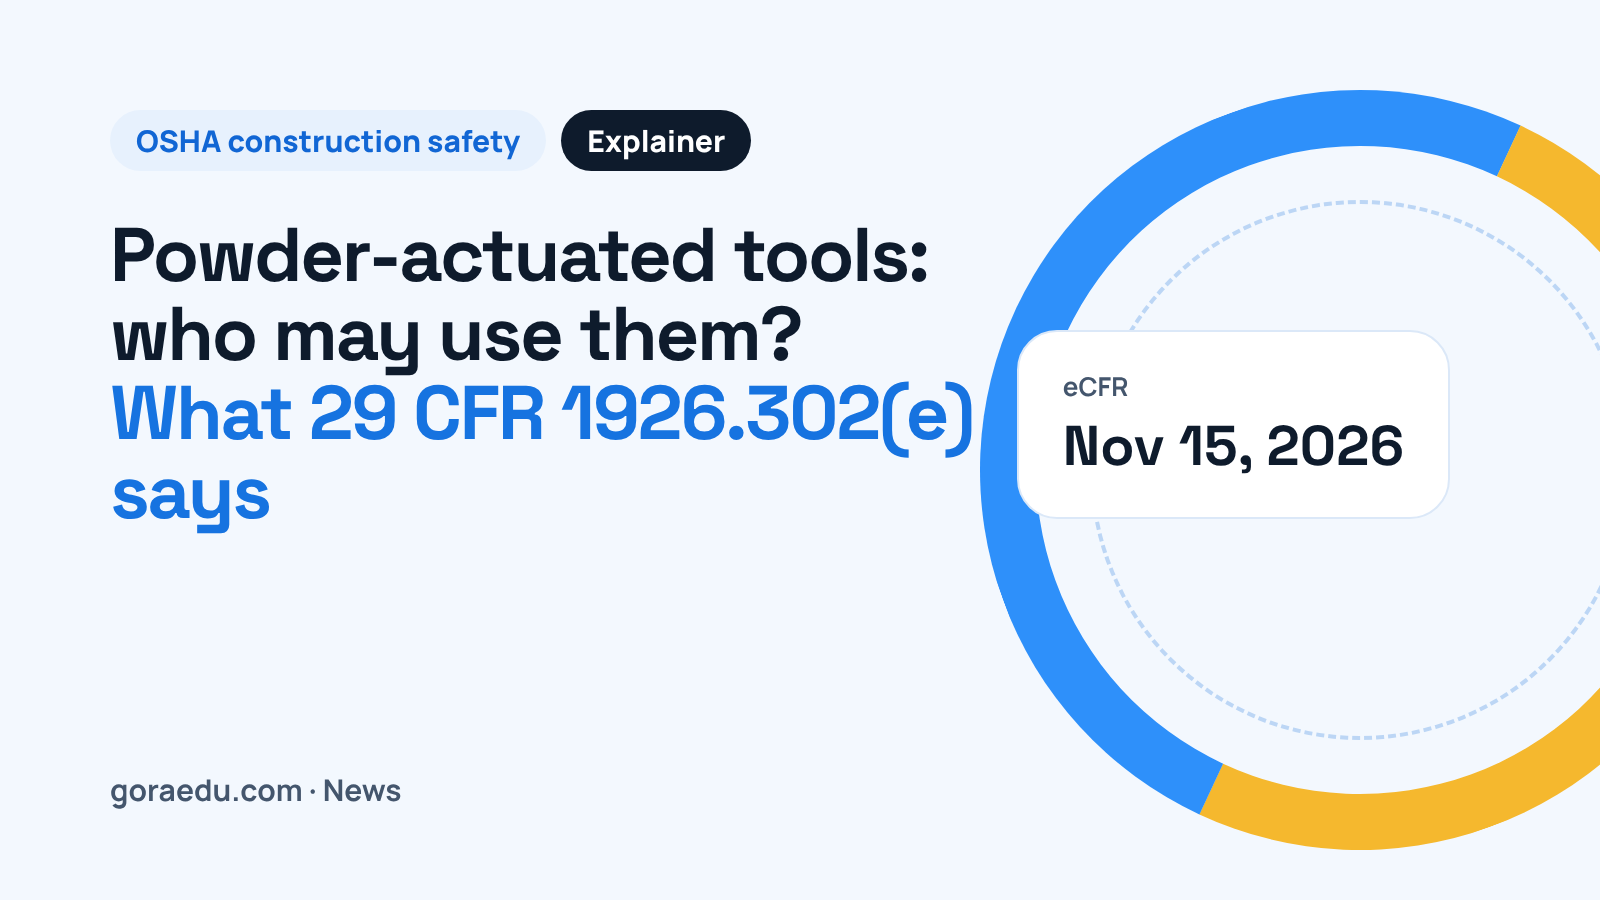 OSHA construction safety
Explainer
Powder-actuated tools:
who may use them?
What 29 CFR 1926.302(e)
says
eCFR
Nov 15, 2026
goraedu.com · News